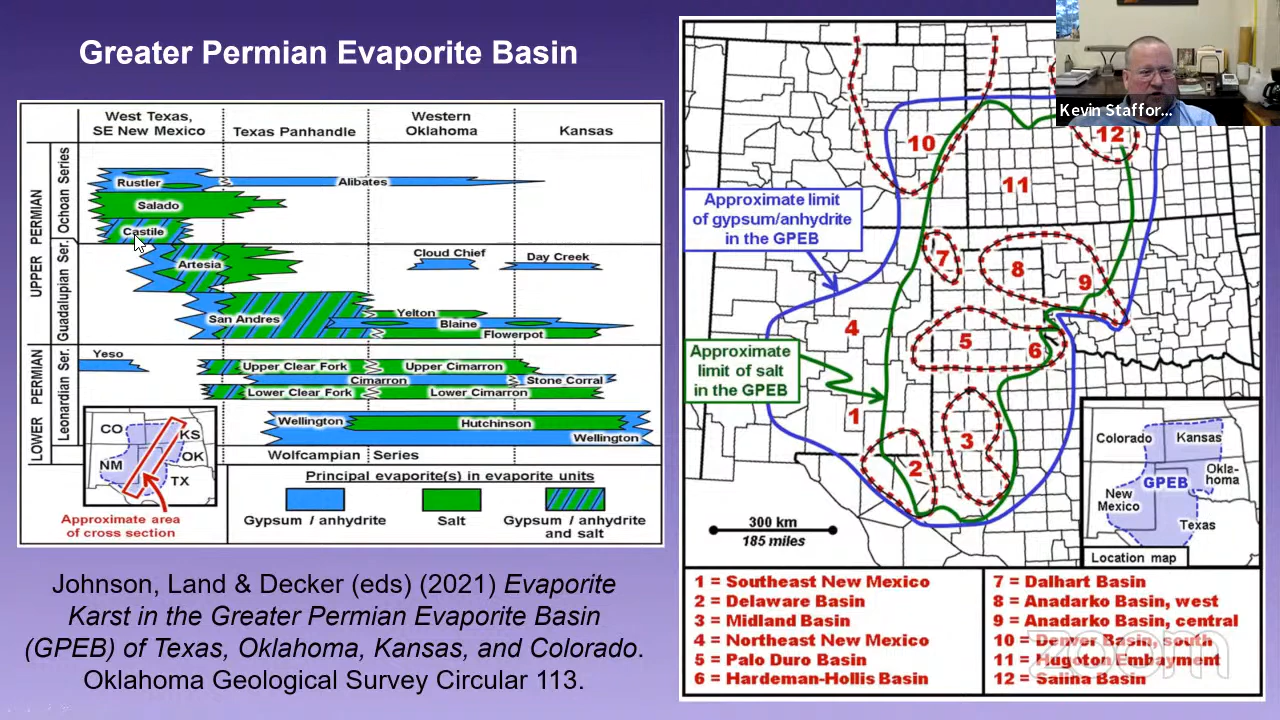 Greater Permian Evaporite Basin
West Texas,
SE New Mexico
Texas Panhandle
Western
Oklahoma
Kansas
UPPER PERMIAN
LOWER PERMIAN
Ochoan Series
Guadalupian Ser.
Leonardian Ser.
Rustler
Alibates
Salado
Castile
Artesia
Cloud Chief
Day Creek
San Andres
Yelton
Blaine
Flowerpot
Yeso
Upper Clear Fork
Upper Cimarron
Cimarron
Stone Corral
Lower Clear Fork
Lower Cimarron
Wellington
Hutchinson
Wellington
Wolfcampian Series
CO
KS
OK
NM
TX
Approximate area
of cross section
Principal evaporite(s) in evaporite units
Gypsum / anhydrite
Salt
Gypsum / anhydrite
and salt
Johnson, Land & Decker (eds) (2021) Evaporite
Karst in the Greater Permian Evaporite Basin
(GPEB) of Texas, Oklahoma, Kansas, and Colorado.
Oklahoma Geological Survey Circular 113.
Kevin Staffor...
10
12
11
Approximate limit
of gypsum/anhydrite
in the GPEB
7
8
9
4
5
6
Approximate
limit of salt
in the GPEB
1
3
2
300 km
185 miles
Colorado
Kansas
GPEB
Okla-
homa
New
Mexico
Texas
Location map
1 = Southeast New Mexico
2 = Delaware Basin
3 = Midland Basin
4 = Northeast New Mexico
5 = Palo Duro Basin
6 = Hardeman-Hollis Basin
7 = Dalhart Basin
8 = Anadarko Basin, west
9 = Anadarko Basin, central
10 = Denver Basin, south
11 = Hugoton Embayment
12 = Salina Basin
zoom